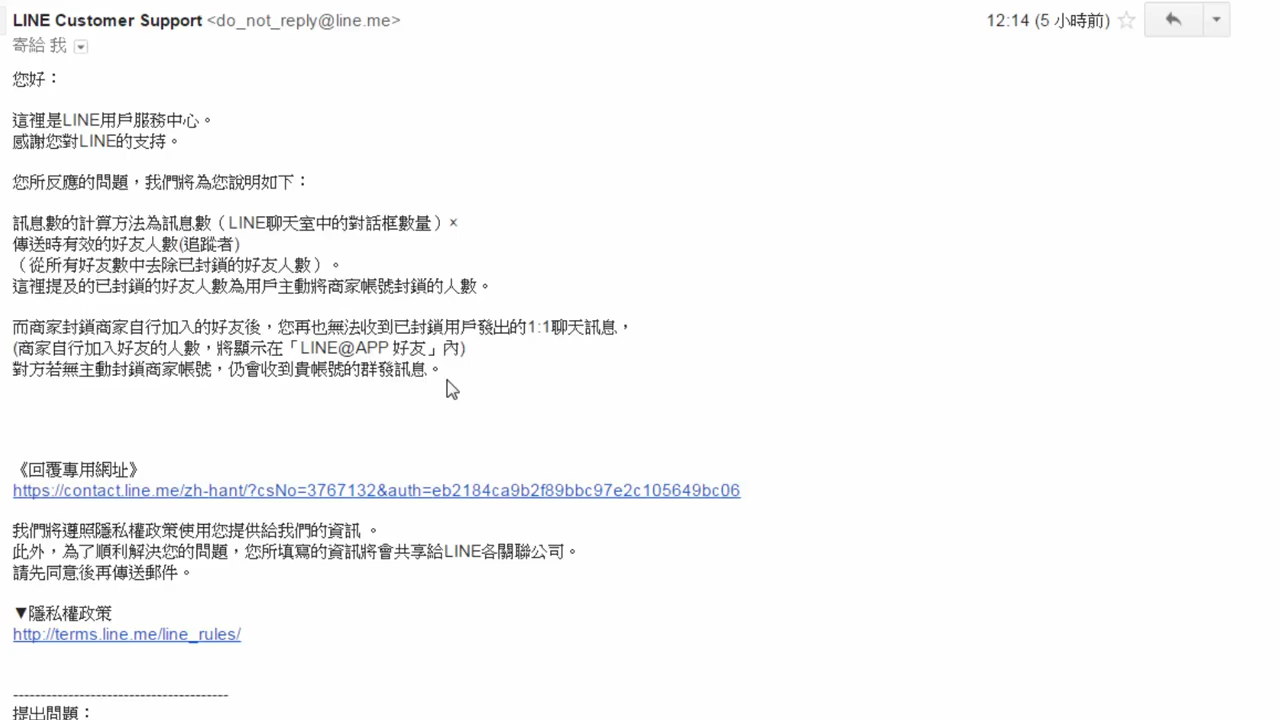 LINE Customer Support <do_not_reply@line.me>
12:14 (5 小時前)
寄給 我
您好：
這裡是LINE用戶服務中心。
感謝您對LINE的支持。
您所反應的問題，我們將為您說明如下：
訊息數的計算方法為訊息數（LINE聊天室中的對話框數量）×
傳送時有效的好友人數(追蹤者)
（從所有好友數中去除已封鎖的好友人數）。
這裡提及的已封鎖的好友人數為用戶主動將商家帳號封鎖的人數。
而商家封鎖商家自行加入的好友後，您再也無法收到已封鎖用戶發出的1:1聊天訊息，
(商家自行加入好友的人數，將顯示在「LINE@APP 好友」內)
對方若無主動封鎖商家帳號，仍會收到貴帳號的群發訊息。
《回覆專用網址》
https://contact.line.me/zh-hant/?csNo=3767132&auth=eb2184ca9b2f89bbc97e2c105649bc06
我們將遵照隱私權政策使用您提供給我們的資訊 。
此外，為了順利解決您的問題，您所填寫的資訊將會共享給LINE各關聯公司。
請先同意後再傳送郵件。
▼隱私權政策
http://terms.line.me/line_rules/
---------------------------------------
提出問題：